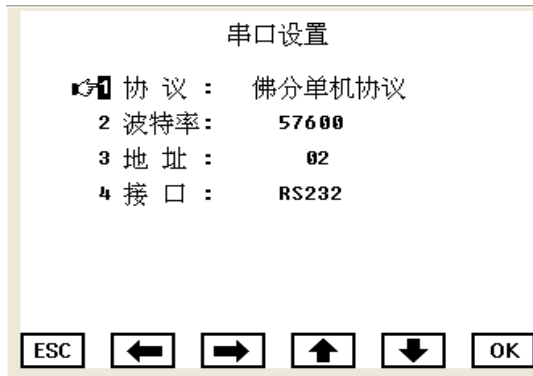 串口设置
1 协 议 : 佛分单机协议
2 波特率: 57600
3 地 址 : 02
4 接 口 : RS232
ESC OK